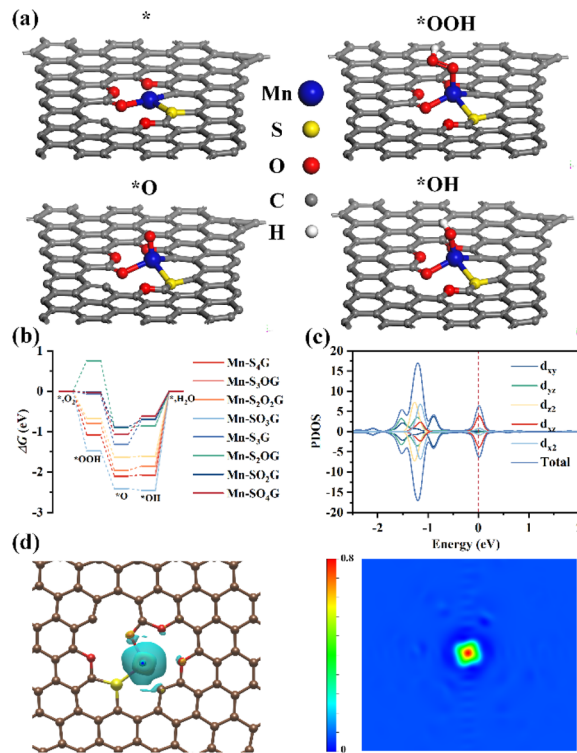 (a)
*
*OOH
Mn
S
O
C
H
*O
*OH
(b)
ΔG (eV)
1
0
-1
-2
-3
*,O₂
*OOH
*O
*OH
*,H₂O
Mn-S₄G
Mn-S₃OG
Mn-S₂O₂G
Mn-SO₃G
Mn-S₃G
Mn-S₂OG
Mn-SO₂G
Mn-SO₄G
(c)
PDOS
20
15
10
5
0
-5
-10
-15
-20
-2
-1
0
1
2
Energy (eV)
dxy
dyz
dz2
dxz
dx2
Total
(d)
0.8
0